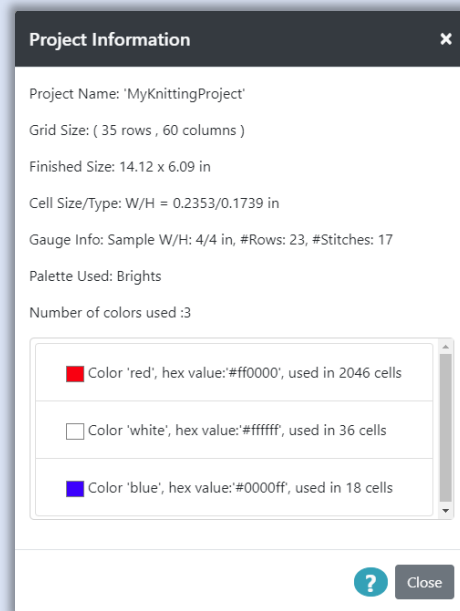 Project Information ×
Project Name: 'MyKnittingProject'
Grid Size: ( 35 rows , 60 columns )
Finished Size: 14.12 x 6.09 in
Cell Size/Type: W/H = 0.2353/0.1739 in
Gauge Info: Sample W/H: 4/4 in, #Rows: 23, #Stitches: 17
Palette Used: Brights
Number of colors used :3
Color 'red', hex value:'#ff0000', used in 2046 cells
Color 'white', hex value:'#ffffff', used in 36 cells
Color 'blue', hex value:'#0000ff', used in 18 cells
? Close